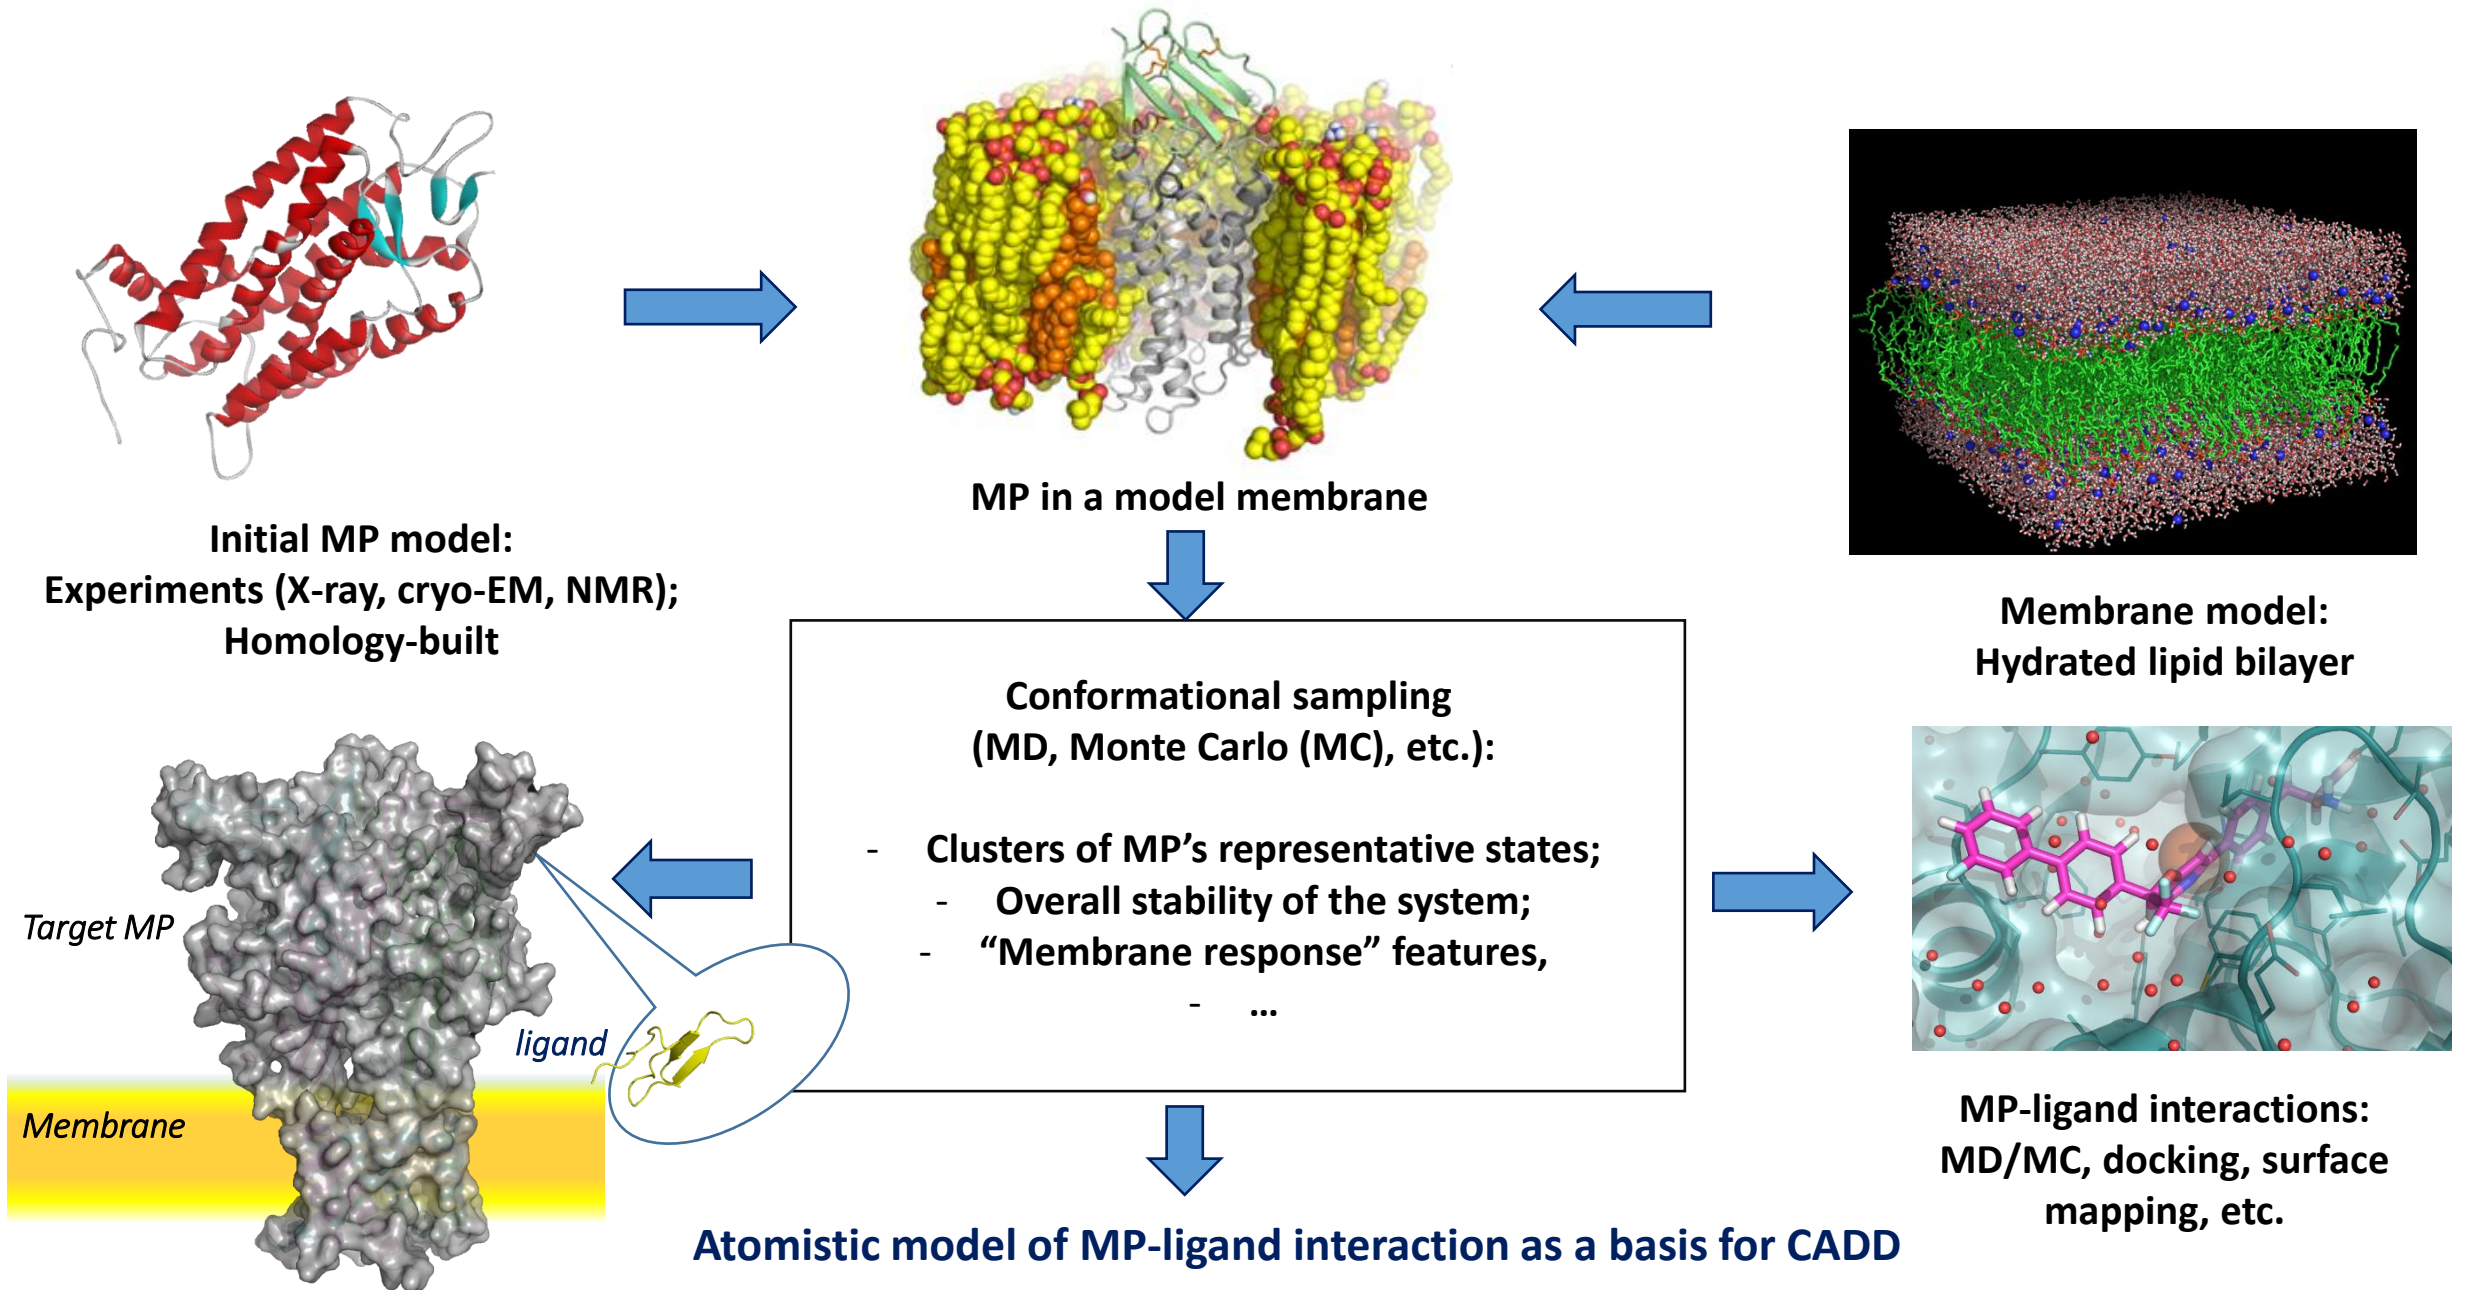 MP in a model membrane
Initial MP model:
Experiments (X-ray, cryo-EM, NMR);
Homology-built
Membrane model:
Hydrated lipid bilayer
Conformational sampling
(MD, Monte Carlo (MC), etc.):
- Clusters of MP’s representative states;
- Overall stability of the system;
- “Membrane response” features,
- ...
Target MP
ligand
Membrane
MP-ligand interactions:
MD/MC, docking, surface
mapping, etc.
Atomistic model of MP-ligand interaction as a basis for CADD